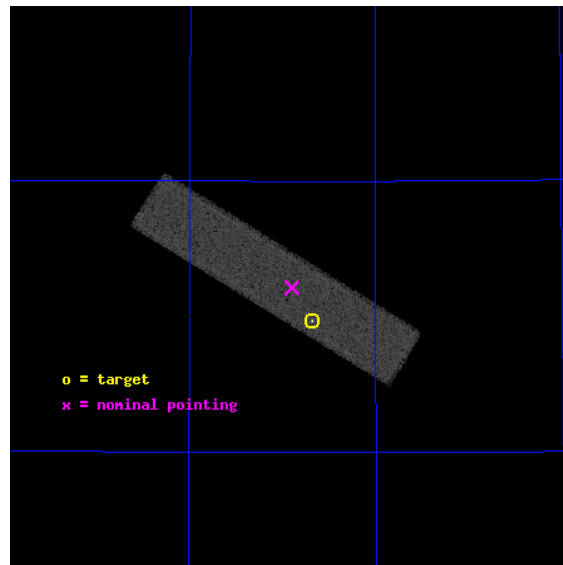 o = target
x = nominal pointing